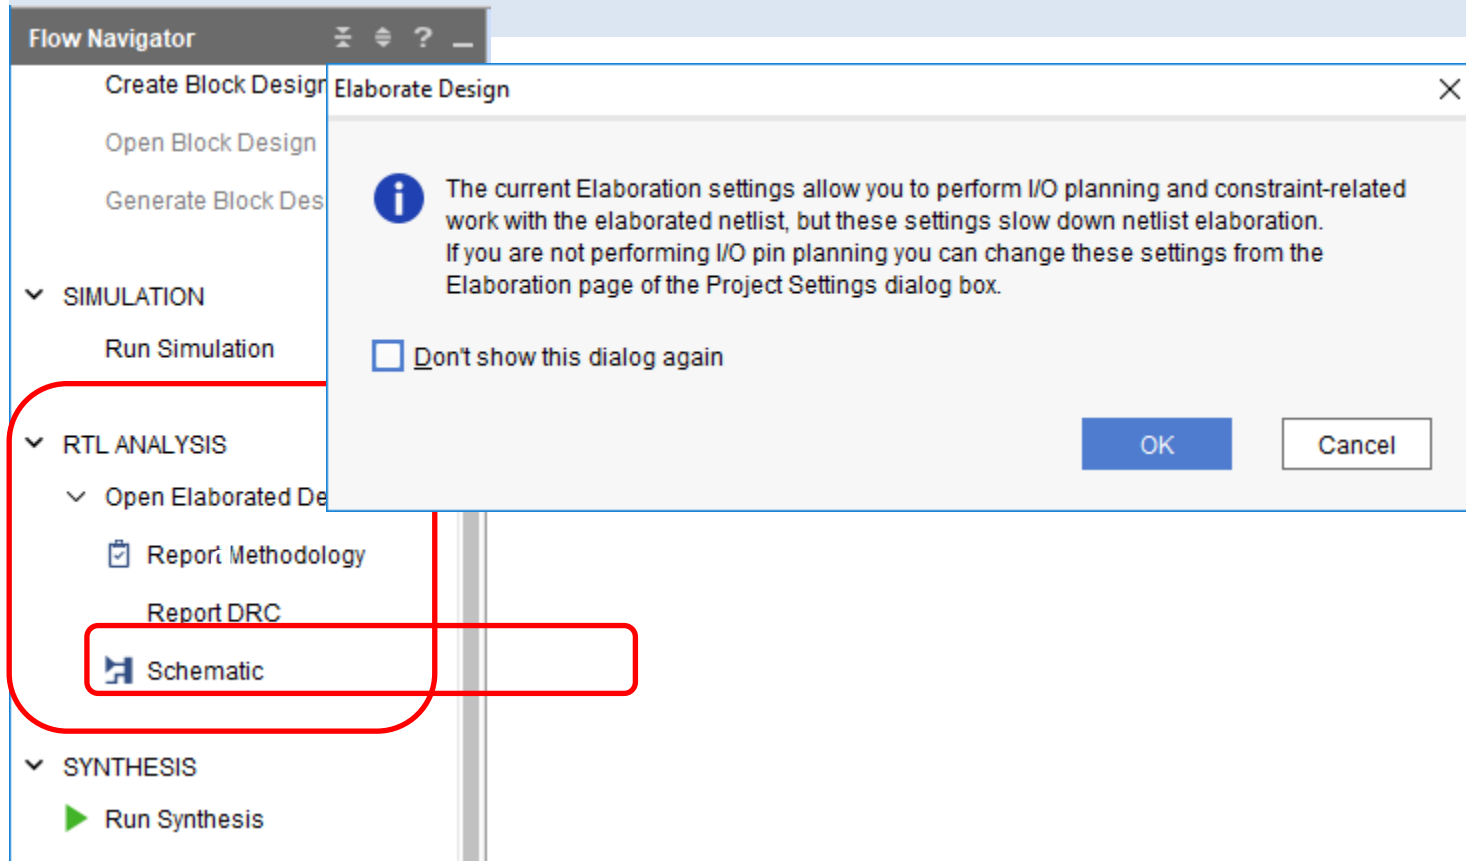 Flow Navigator
?
Create Block Design
Open Block Design
Generate Block Des
SIMULATION
Run Simulation
RTL ANALYSIS
Open Elaborated De
Report Methodology
Report DRC
Schematic
SYNTHESIS
Run Synthesis
Elaborate Design
The current Elaboration settings allow you to perform I/O planning and constraint-related
work with the elaborated netlist, but these settings slow down netlist elaboration.
If you are not performing I/O pin planning you can change these settings from the
Elaboration page of the Project Settings dialog box.
Don't show this dialog again
OK
Cancel